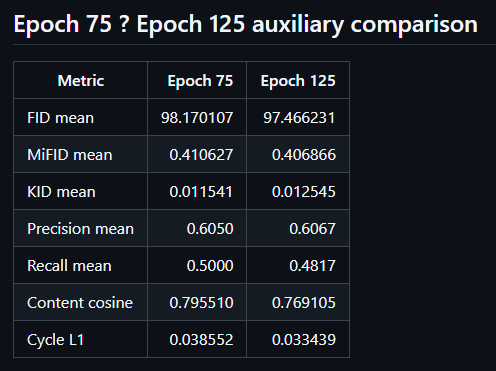 Epoch 75 ? Epoch 125 auxiliary comparison
Metric Epoch 75 Epoch 125
FID mean 98.170107 97.466231
MiFID mean 0.410627 0.406866
KID mean 0.011541 0.012545
Precision mean 0.6050 0.6067
Recall mean 0.5000 0.4817
Content cosine 0.795510 0.769105
Cycle L1 0.038552 0.033439